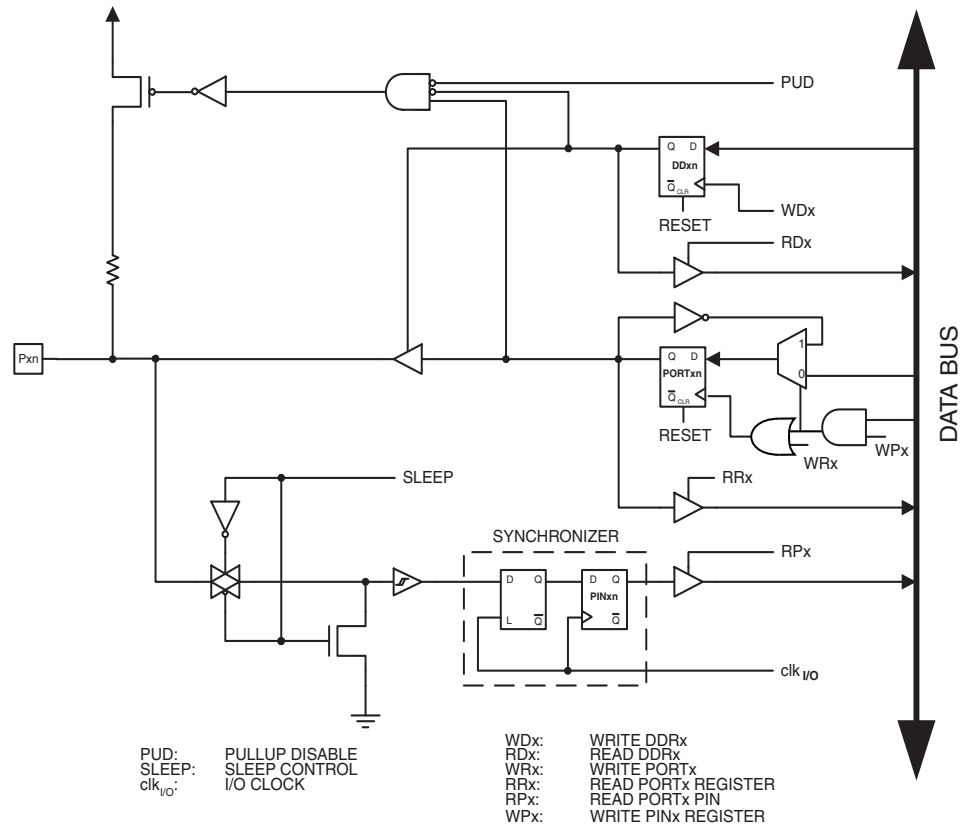 PUD
Q D
DDxn
Q CLR
WDx
RESET
RDx
1
Pxn
Q D
PORTxn
0
Q CLR
RESET
WRx
WPx
DATA BUS
SLEEP
RRx
SYNCHRONIZER
RPx
D Q
D Q
PINxn
L Q
Q
clk I/O
PUD: PULLUP DISABLE
SLEEP: SLEEP CONTROL
clkI/O: I/O CLOCK
WDx: WRITE DDRx
RDx: READ DDRx
WRx: WRITE PORTx
RRx: READ PORTx REGISTER
RPx: READ PORTx PIN
WPx: WRITE PINx REGISTER